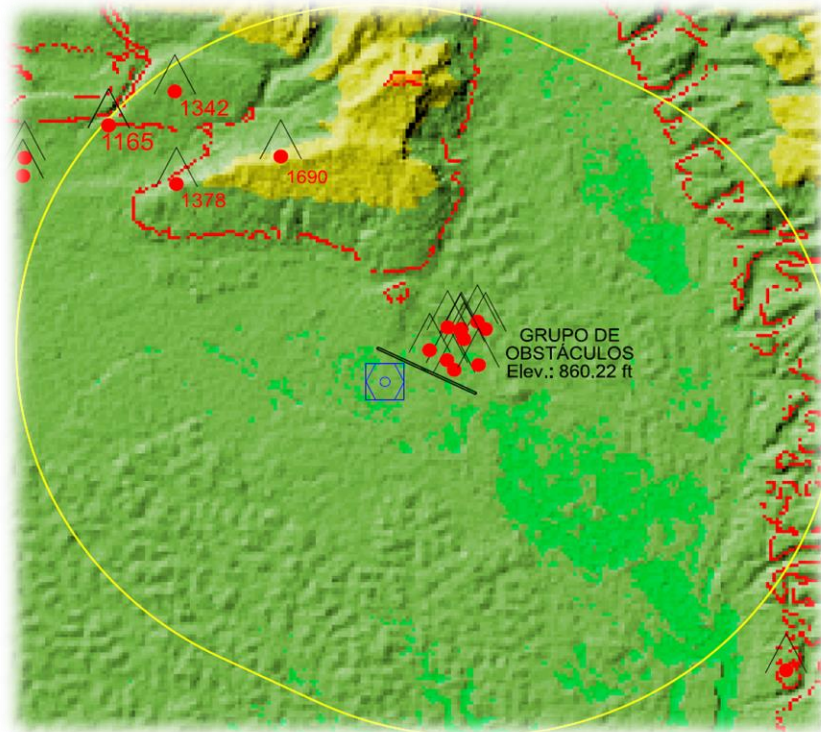 1342
1165
1690
1378
GRUPO DE
OBSTÁCULOS
Elev.: 860.22 ft